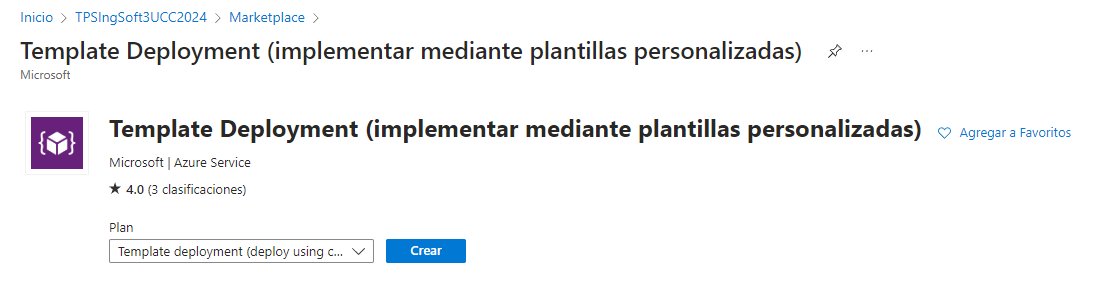 Inicio > TPSIngSoft3UCC2024 > Marketplace >
Template Deployment (implementar mediante plantillas personalizadas) ...
Microsoft
Template Deployment (implementar mediante plantillas personalizadas) Agregar a Favoritos
Microsoft | Azure Service
★ 4.0 (3 clasificaciones)
Plan
Template deployment (deploy using c... Crear